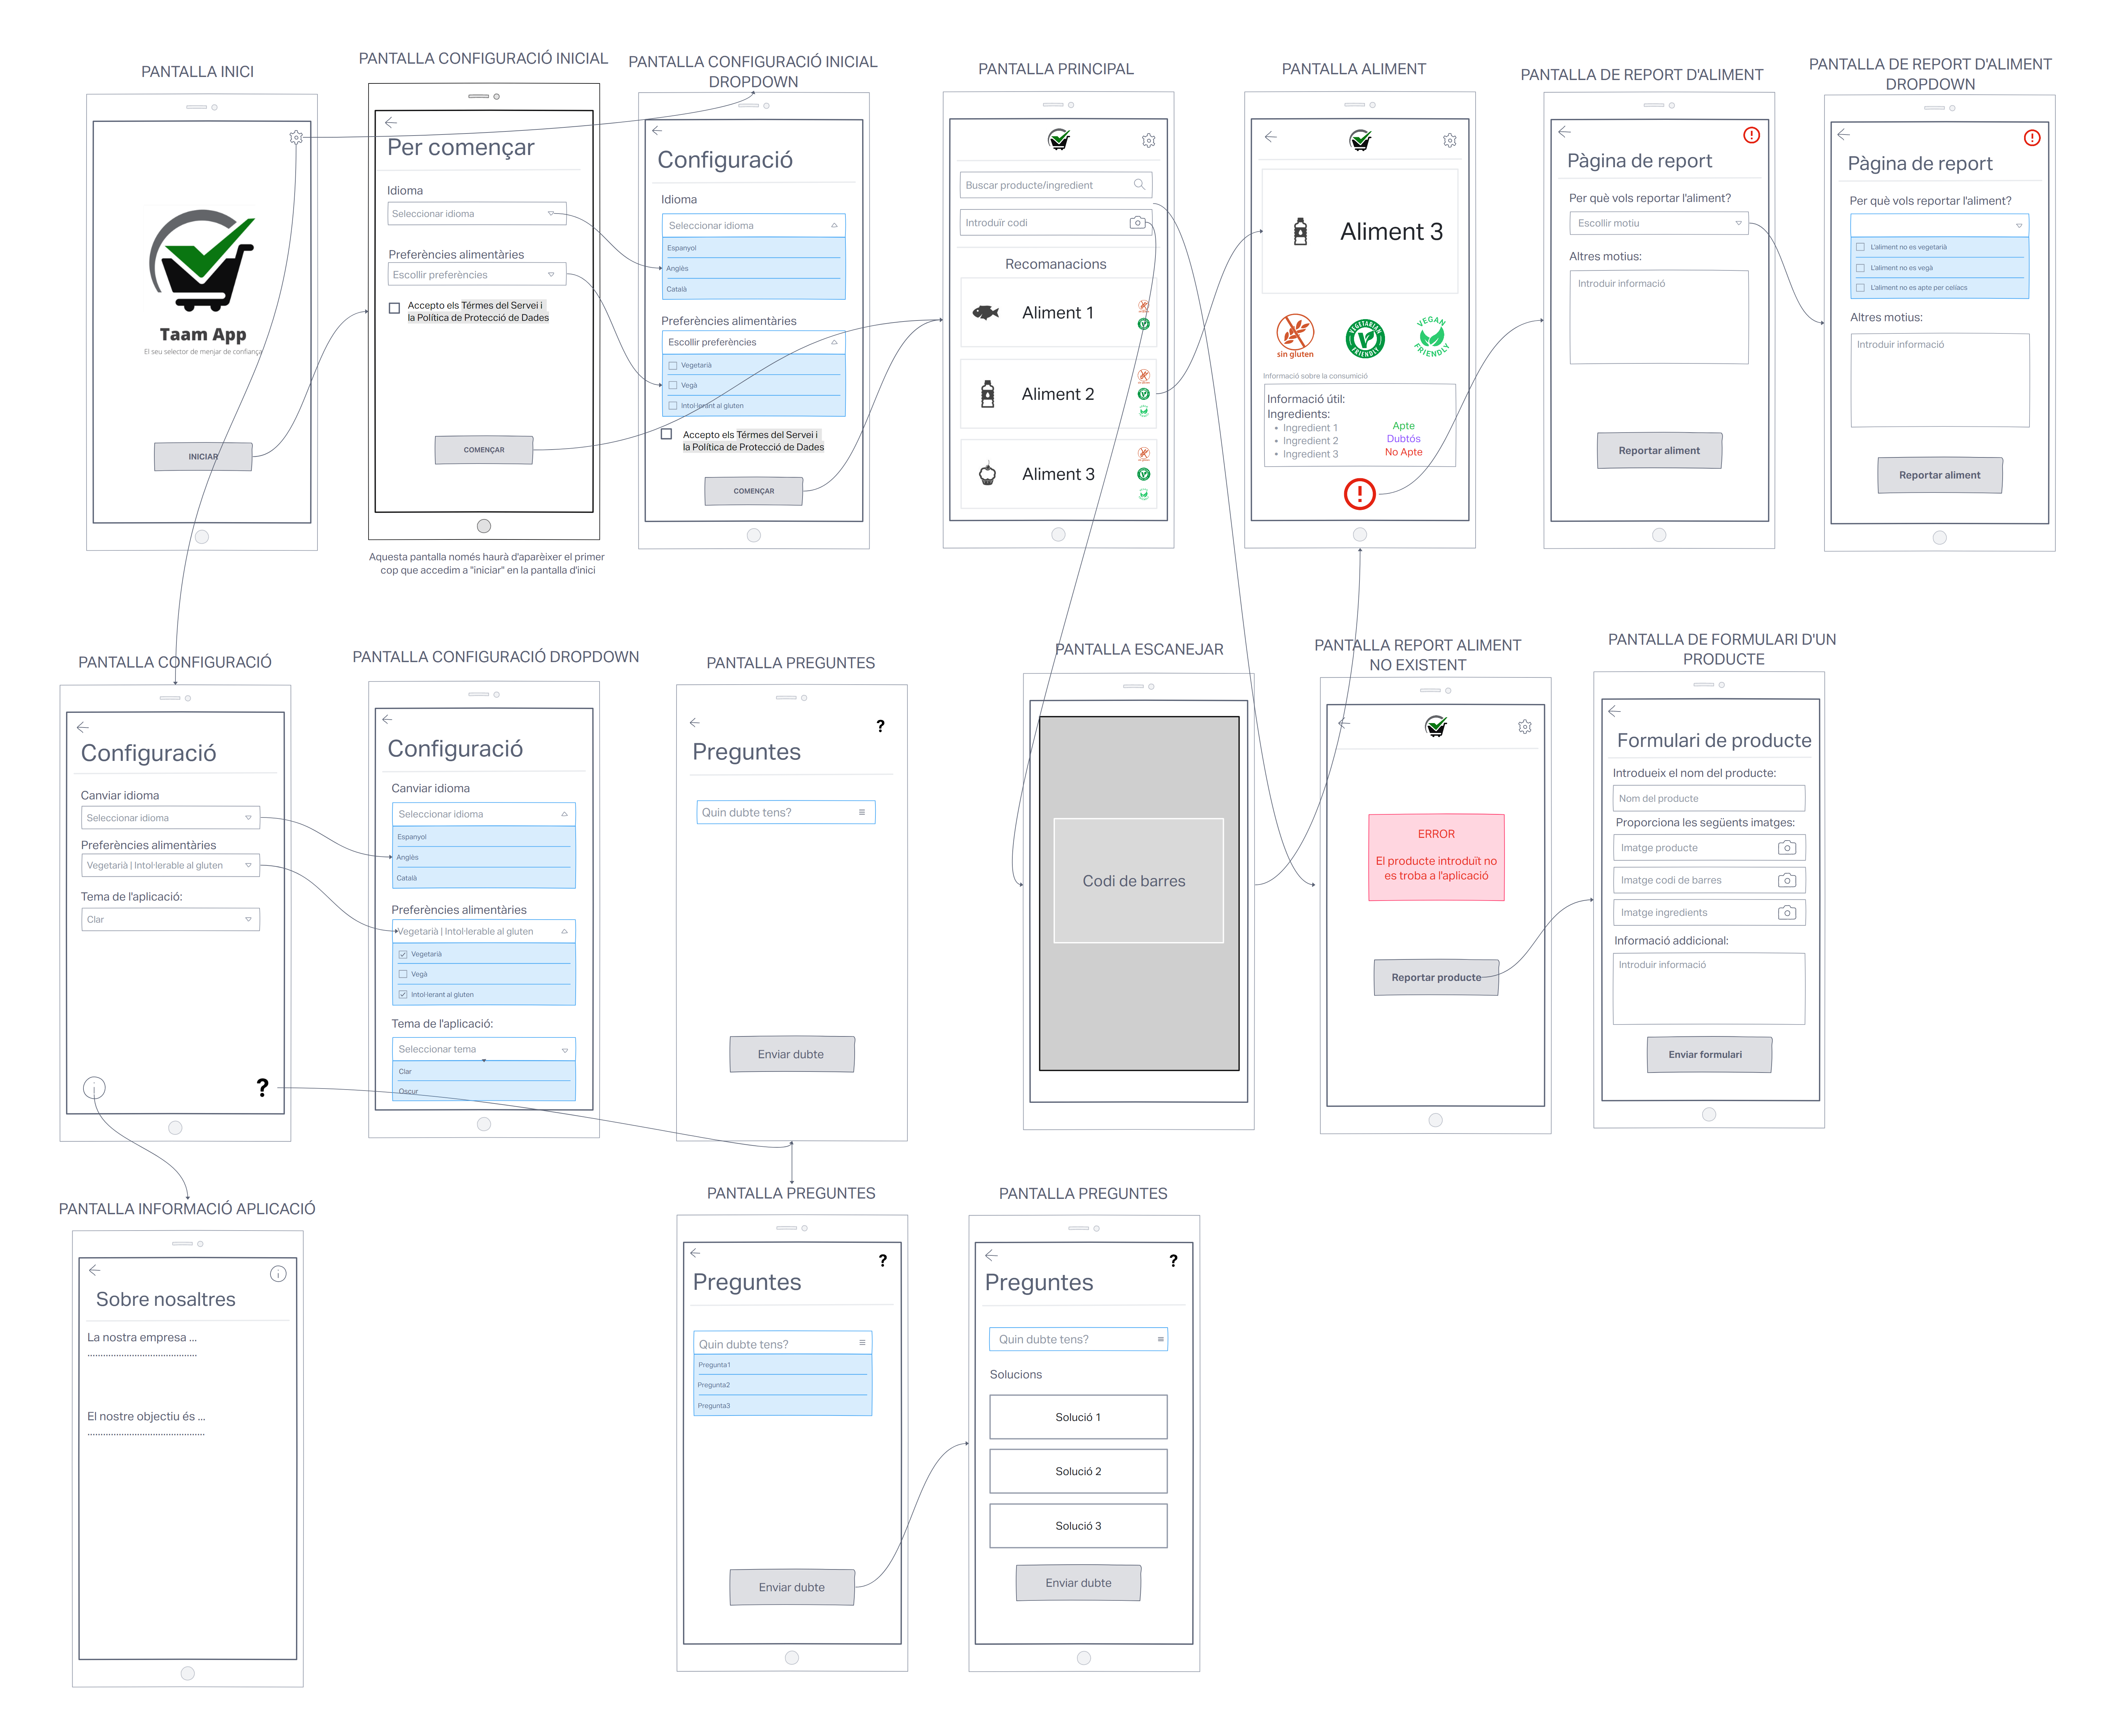 PANTALLA INICI
Taam App
El seu selector de menjar de confiança
INICIAR
PANTALLA CONFIGURACIÓ INICIAL
Per començar
Idioma
Seleccionar idioma
Preferències alimentàries
Escollir preferències
Accepto els Térmes del Servei i
la Política de Protecció de Dades
COMENÇAR
Aquesta pantalla només haurà d'aparèixer el primer
cop que accedim a "iniciar" en la pantalla d'inici
PANTALLA CONFIGURACIÓ INICIAL
DROPDOWN
Configuració
Idioma
Seleccionar idioma
Espanyol
Anglès
Català
Preferències alimentàries
Escollir preferències
Vegetarià
Vegà
Intol·lerant al gluten
Accepto els Térmes del Servei i
la Política de Protecció de Dades
COMENÇAR
PANTALLA PRINCIPAL
Buscar producte/ingredient
Introduïr codi
Recomanacions
Aliment 1
Aliment 2
Aliment 3
PANTALLA ALIMENT
Aliment 3
sin gluten
VEGETARIAN
FRIENDLY
VEGAN
FRIENDLY
Informació sobre la consumició
Informació útil:
Ingredients:
• Ingredient 1 Apte
• Ingredient 2 Dubtós
• Ingredient 3 No Apte
PANTALLA DE REPORT D'ALIMENT
Pàgina de report
Per què vols reportar l'aliment?
Escollir motiu
Altres motius:
Introduir informació
Reportar aliment
PANTALLA DE REPORT D'ALIMENT
DROPDOWN
Pàgina de report
Per què vols reportar l'aliment?
L'aliment no es vegetarià
L'aliment no es vegà
L'aliment no es apte per celíacs
Altres motius:
Introduir informació
Reportar aliment
PANTALLA CONFIGURACIÓ
Configuració
Canviar idioma
Seleccionar idioma
Preferències alimentàries
Vegetarià | Intol·lerable al gluten
Tema de l'aplicació:
Clar
?
PANTALLA CONFIGURACIÓ DROPDOWN
Configuració
Canviar idioma
Seleccionar idioma
Espanyol
Anglès
Català
Preferències alimentàries
Vegetarià | Intol·lerable al gluten
Vegetarià
Vegà
Intol·lerant al gluten
Tema de l'aplicació:
Seleccionar tema
Clar
Oscur
PANTALLA PREGUNTES
?
Preguntes
Quin dubte tens?
Enviar dubte
PANTALLA ESCANEJAR
Codi de barres
PANTALLA REPORT ALIMENT
NO EXISTENT
ERROR
El producte introduït no
es troba a l'aplicació
Reportar producte
PANTALLA DE FORMULARI D'UN
PRODUCTE
Formulari de producte
Introdueix el nom del producte:
Nom del producte
Proporciona les següents imatges:
Imatge producte
Imatge codi de barres
Imatge ingredients
Informació addicional:
Introduir informació
Enviar formulari
PANTALLA INFORMACIÓ APLICACIÓ
Sobre nosaltres
La nostra empresa ...
El nostre objectiu és ...
PANTALLA PREGUNTES
?
Preguntes
Quin dubte tens?
Pregunta1
Pregunta2
Pregunta3
Enviar dubte
PANTALLA PREGUNTES
?
Preguntes
Quin dubte tens?
Solucions
Solució 1
Solució 2
Solució 3
Enviar dubte